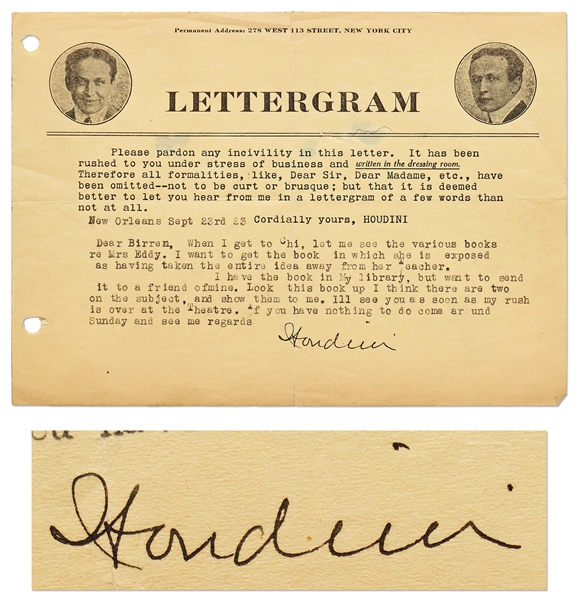 Permanent Address: 278 WEST 113 STREET, NEW YORK CITY
LETTERGRAM
Please pardon any incivility in this letter. It has been
rushed to you under stress of business and written in the dressing room.
Therefore all formalities, like, Dear Sir, Dear Madame, etc., have
been omitted--not to be curt or brusque; but that it is deemed
better to let you hear from me in a lettergram of a few words than
not at all.
New Orleans Sept 23rd 23 Cordially yours, HOUDINI
Dear Birren, When I get to Chi, let me see the various books
re Mrs Eddy. I want to get the book in which she is exposed
as having taken the entire idea away from her Teacher.
I have the book in My library, but want to send
it to a friend ofmine. Look this book up I think there are two
on the subject, and show them to me. Ill see you as soon as my rush
is over at the Theatre. If you have nothing to do come ar und
Sunday and see me regards
Houdini
Houdini